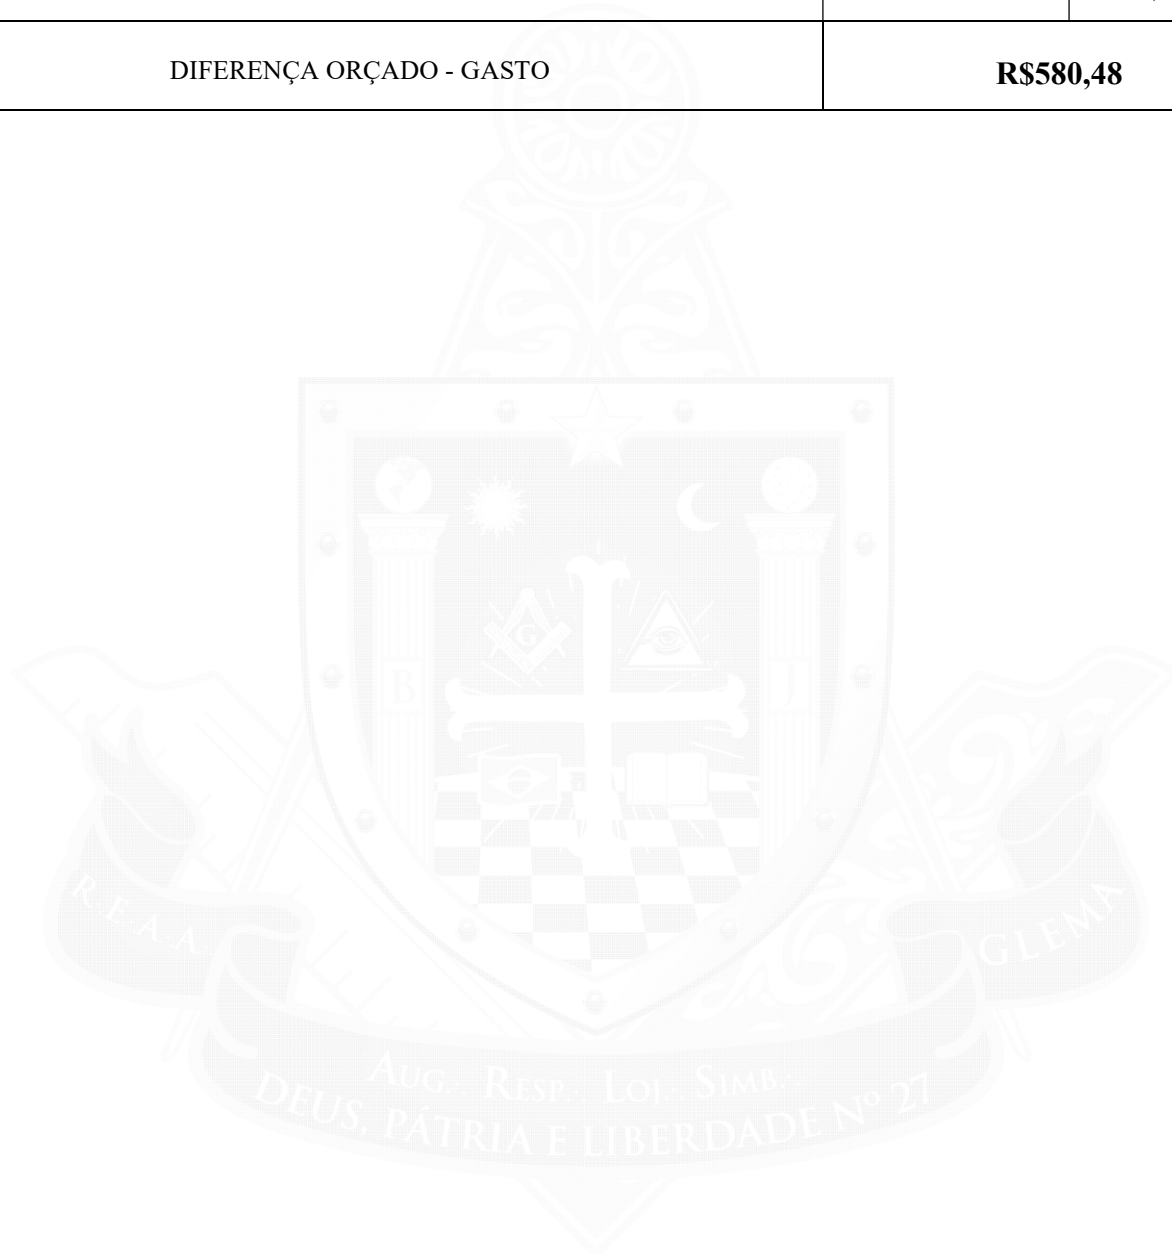 DIFERENÇA ORÇADO - GASTO R$580,48
G
B J
R.E.A.A. GLEMA
AUG∴ RESP∴ LOJ∴ SIMB∴
DEUS, PÁTRIA E LIBERDADE Nº 27